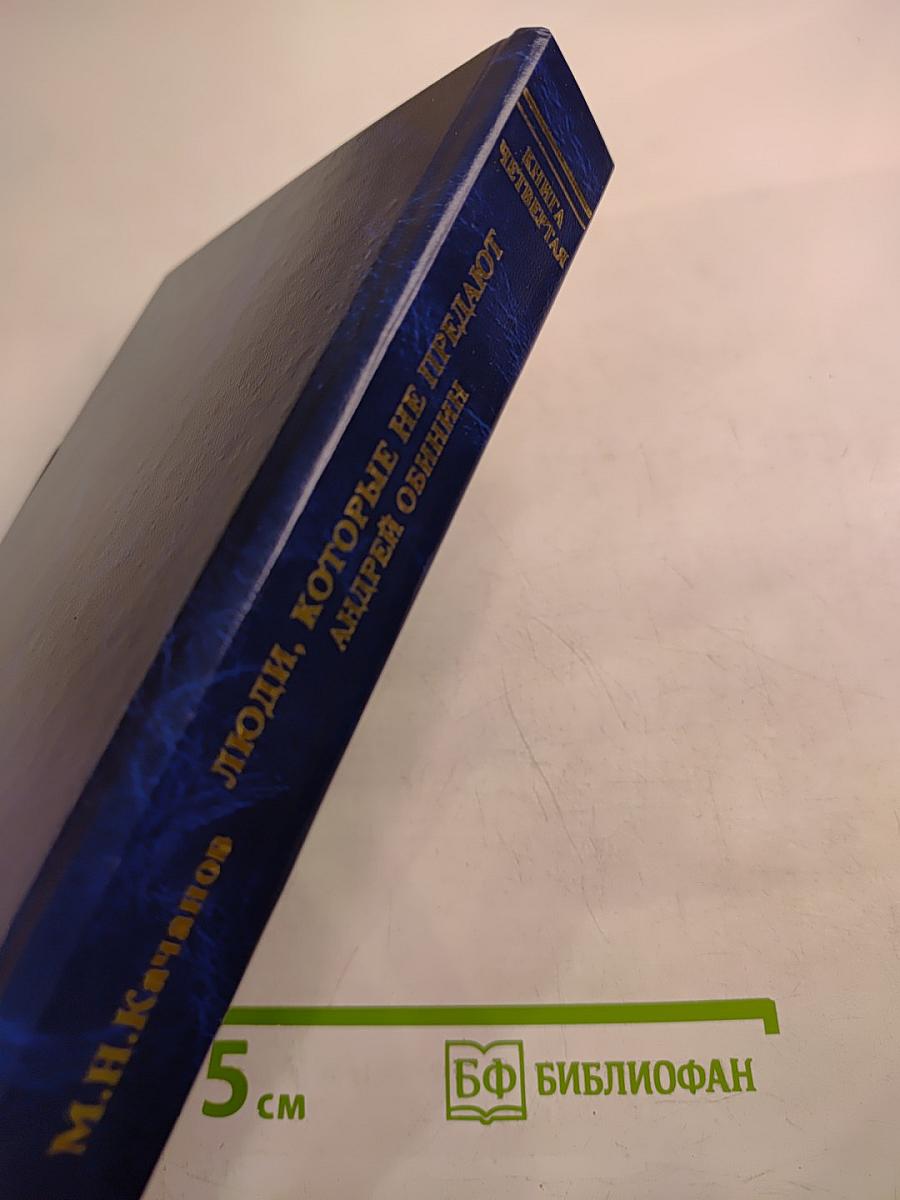 М.Н.Качанов
ЛЮДИ, КОТОРЫЕ НЕ ПРЕДАЮТ
АНДРЕЙ ОБИНИН
КНИГА
ЧЕТВЕРТАЯ
5 см
БФ БИБЛИОФАН